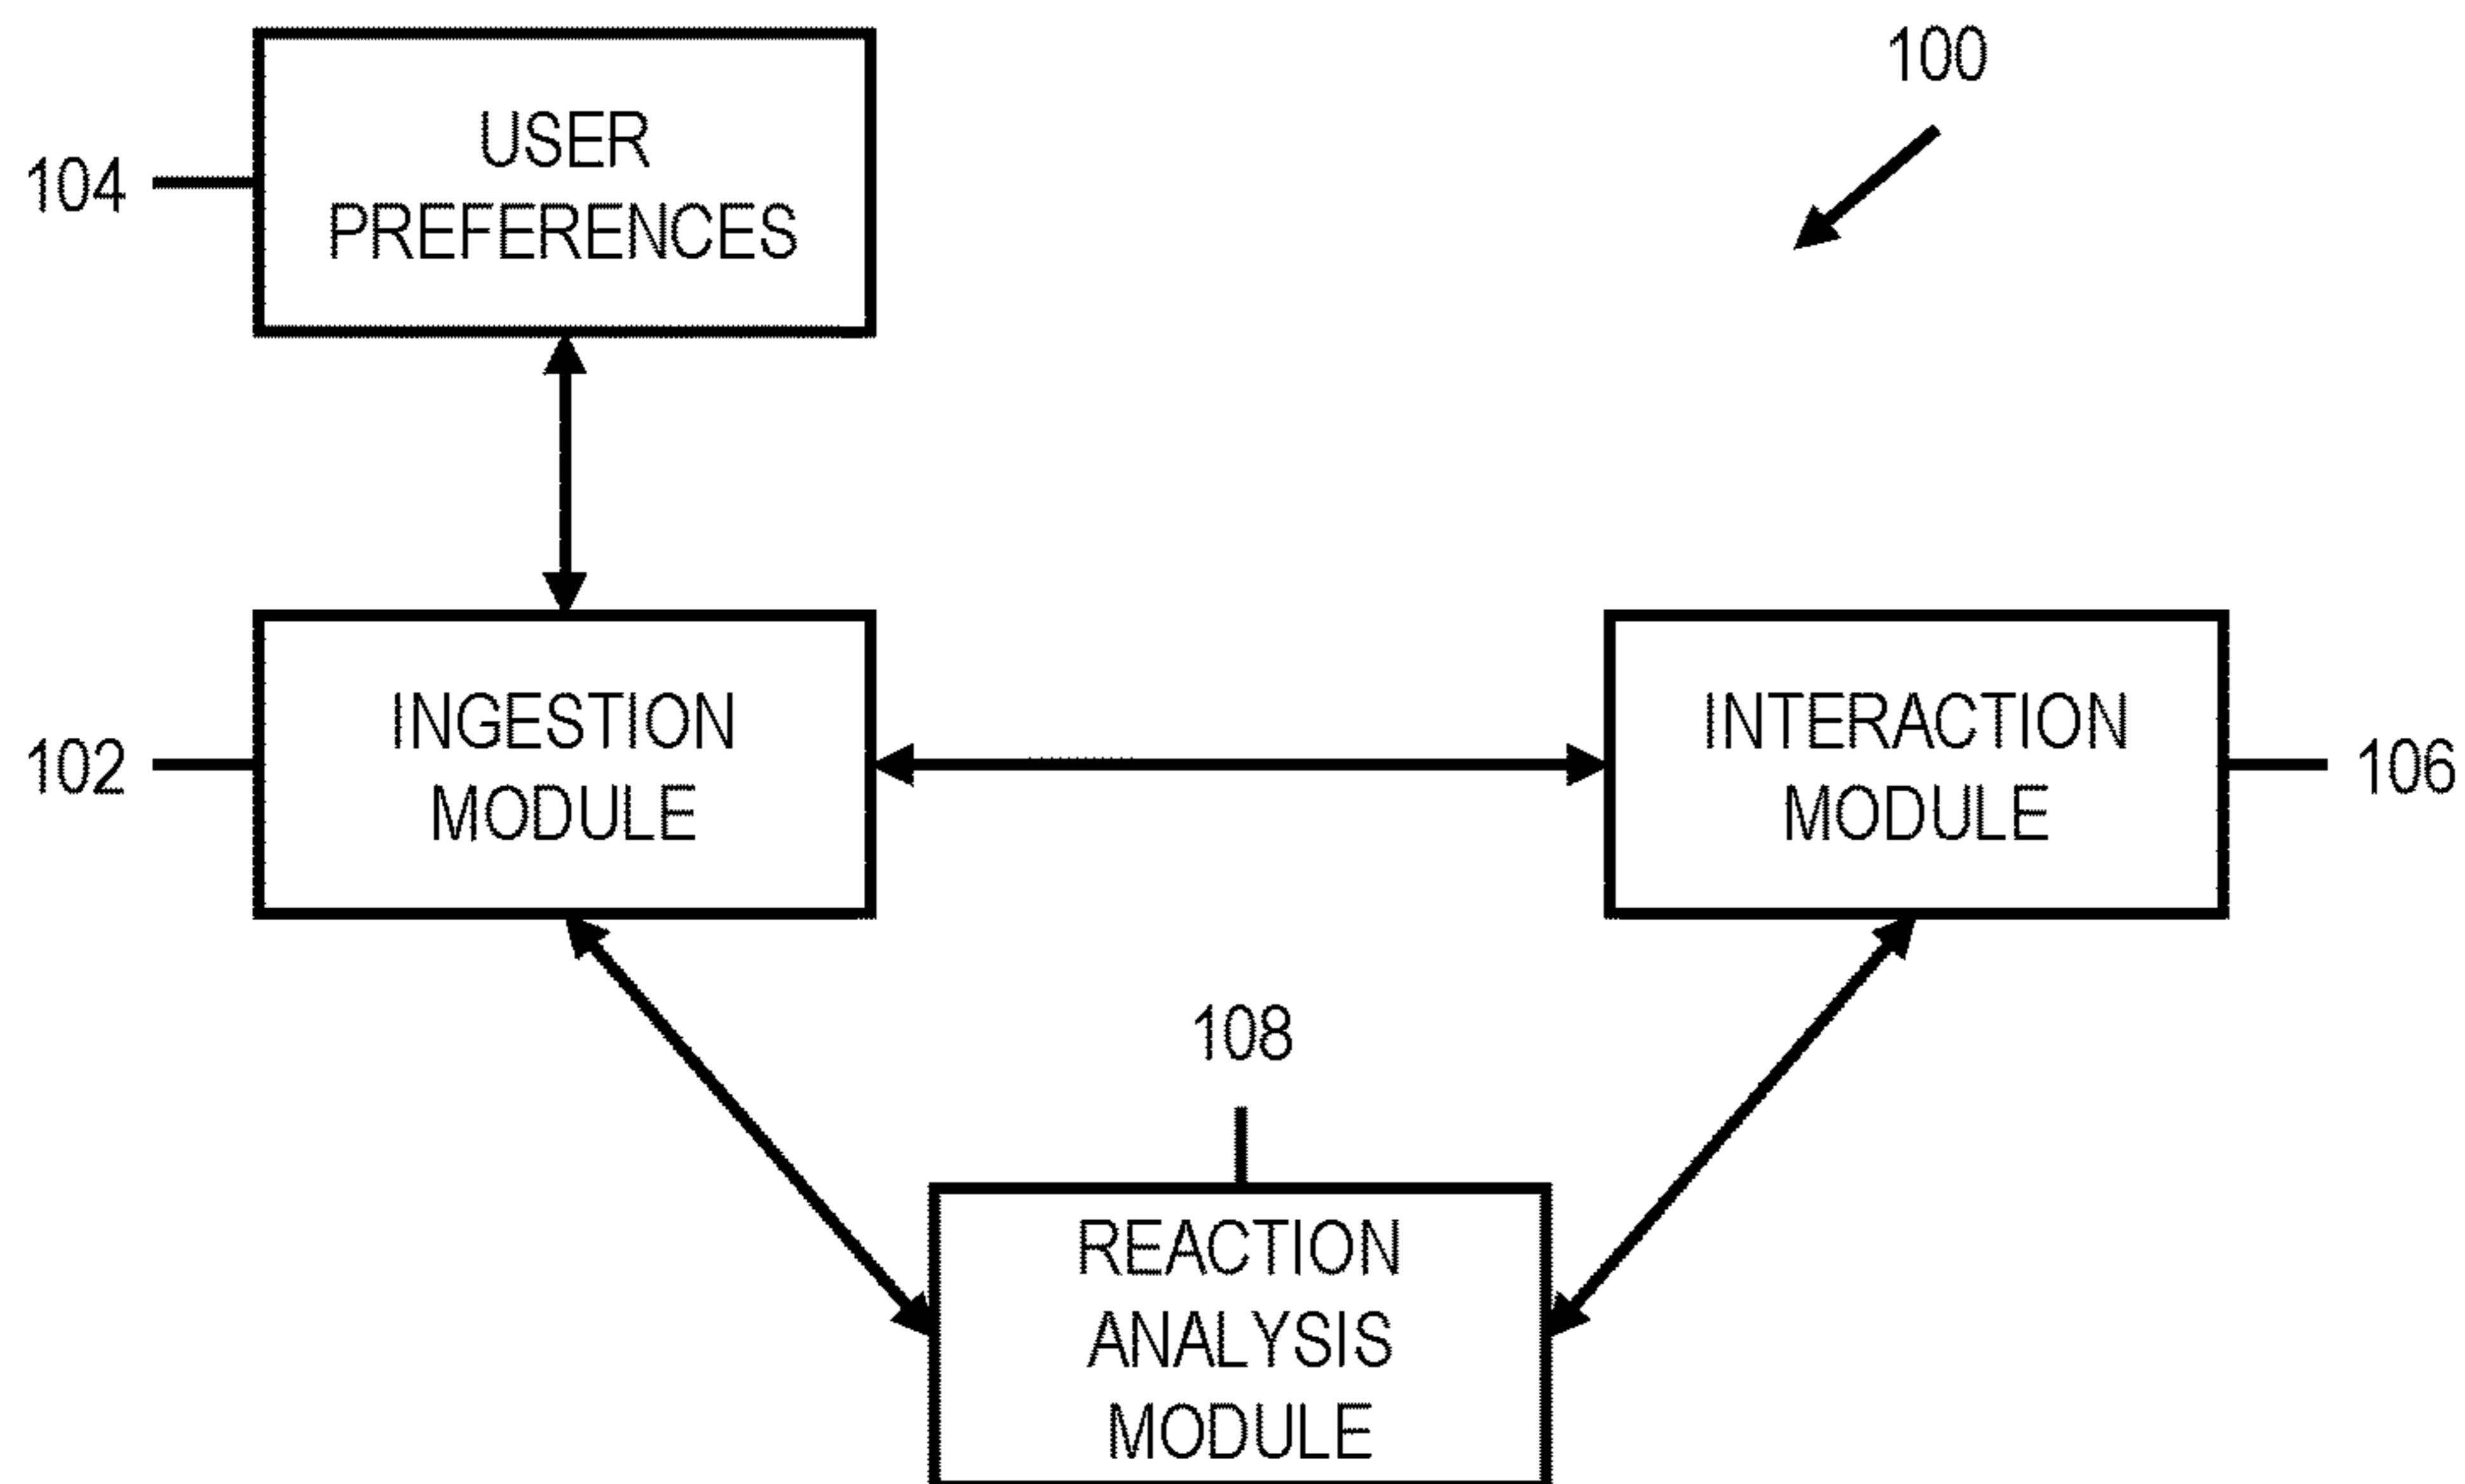 100
USER
PREFERENCES
104
INGESTION
MODULE
102
INTERACTION
MODULE
106
108
REACTION
ANALYSIS
MODULE